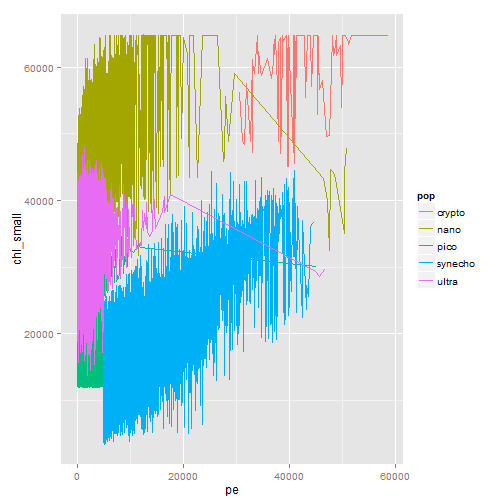 60000
40000
20000
chl_small
0
20000
40000
60000
pe
pop
crypto
nano
pico
synecho
ultra